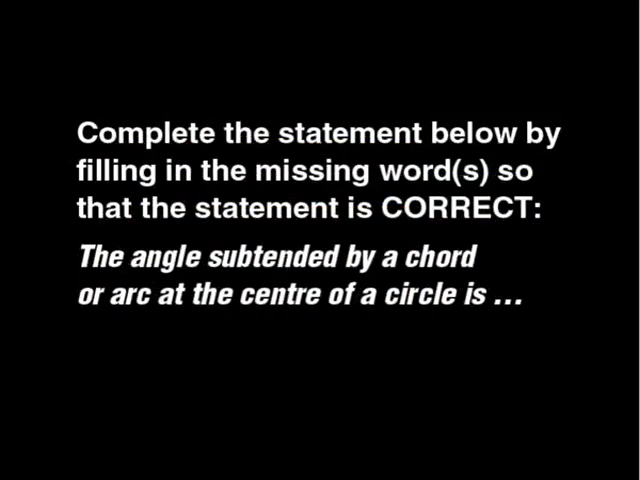 Complete the statement below by
filling in the missing word(s) so
that the statement is CORRECT:
The angle subtended by a chord
or arc at the centre of a circle is ...